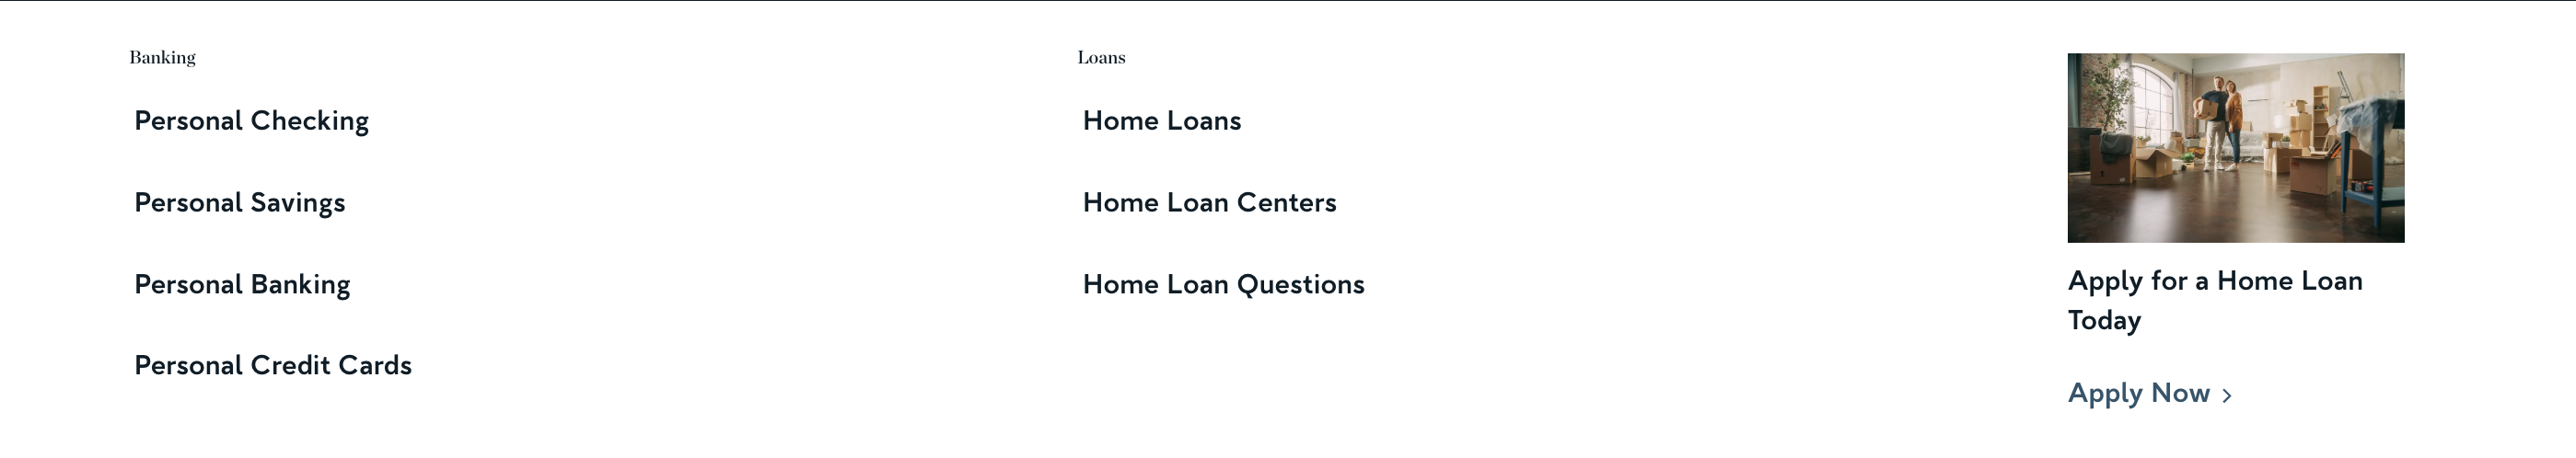 Banking
Personal Checking
Personal Savings
Personal Banking
Personal Credit Cards
Loans
Home Loans
Home Loan Centers
Home Loan Questions
Apply for a Home Loan
Today
Apply Now